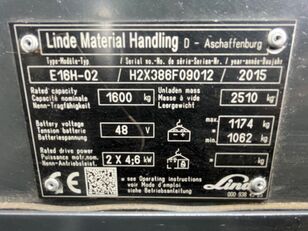 Linde Material Handling D - Aschaffenburg
Type-Modèle-Typ / Serial no.-No. de série-Serien-Nr. / year-année-Baujahr
E16H-02 / H2X386F09012 / 2015
Rated capacity
Capacité nominale
Nenn-Tragfähigkeit
1600 kg
Unladen mass
Masse à vide
Leergewicht
2510 kg
Battery voltage
Tension batterie
Batteriespannung
48 V
max
1174 kg
min
1062 kg
Rated drive power
Puissance motr.nom.
Nenn-Antriebsleist.
2 X 4;6 kW
CE
see Operating instructions
voir Mode d'emploi
siehe Betriebsanleitung
Linde